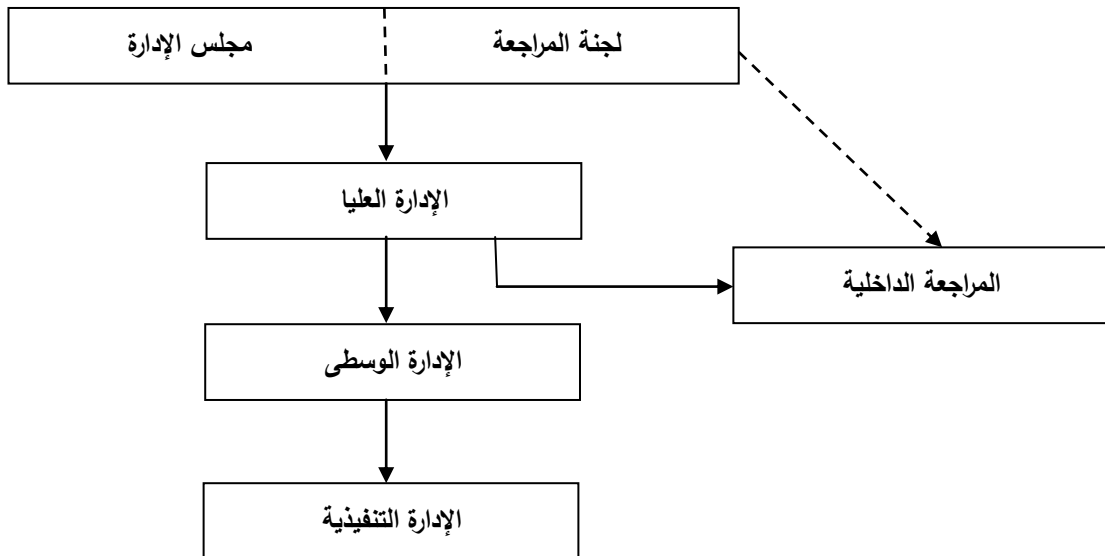 لجنة المراجعة
مجلس الإدارة
الإدارة العليا
المراجعة الداخلية
الإدارة الوسطى
الإدارة التنفيذية